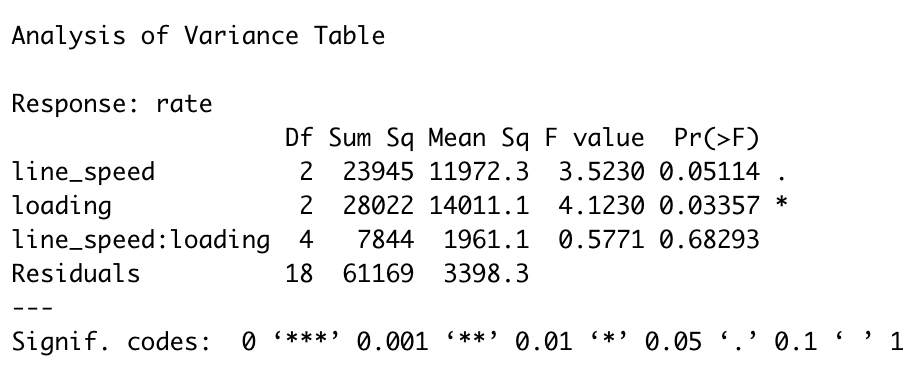 Analysis of Variance Table
Response: rate
Df Sum Sq Mean Sq F value Pr(>F)
line_speed 2 23945 11972.3 3.5230 0.05114 .
loading 2 28022 14011.1 4.1230 0.03357 *
line_speed:loading 4 7844 1961.1 0.5771 0.68293
Residuals 18 61169 3398.3
---
Signif. codes: 0 ‘***’ 0.001 ‘**’ 0.01 ‘*’ 0.05 ‘.’ 0.1 ‘ ’ 1